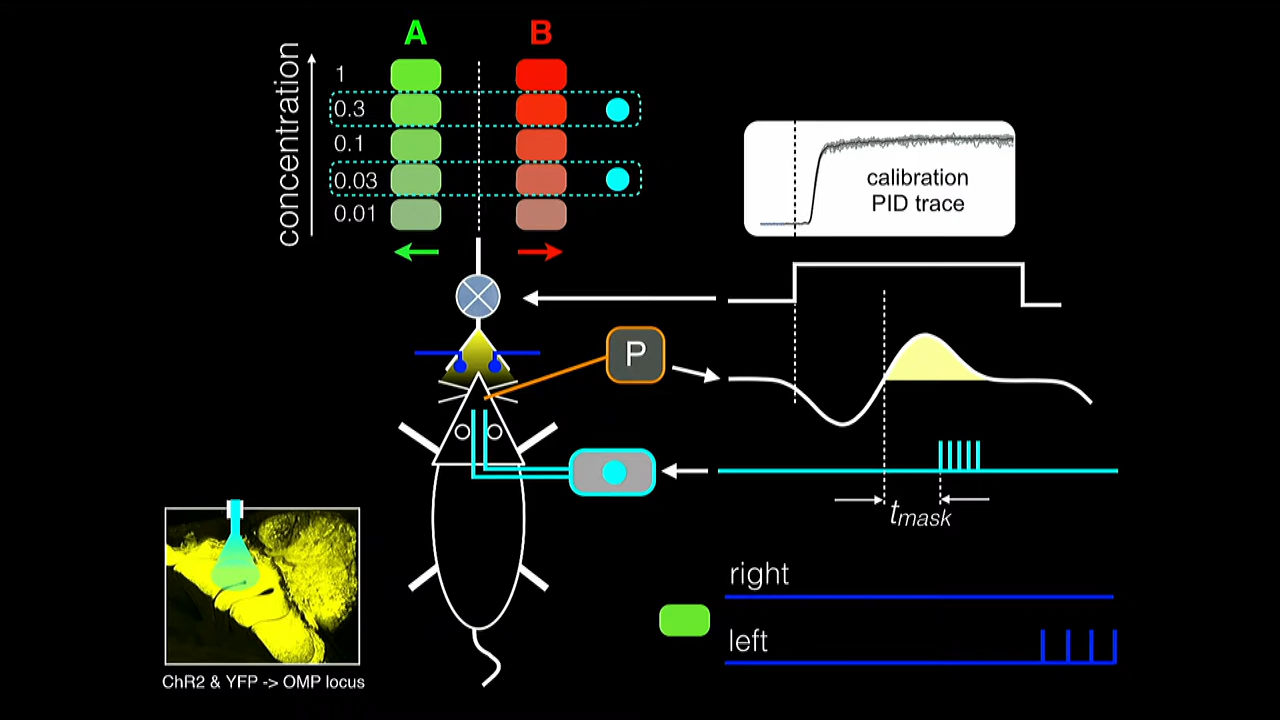 A B
concentration
1
0.3
0.1
0.03
0.01
calibration
PID trace
P
tmask
right
left
ChR2 & YFP -> OMP locus